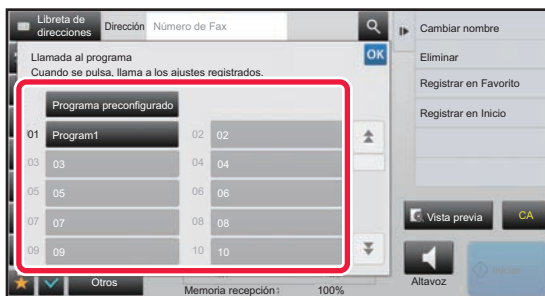 Libreta de direcciones
Dirección
Número de Fax
Llamada al programa
OK
Cuando se pulsa, llama a los ajustes registrados.
Programa preconfigurado
01 Program1
02 02
03 03
04 04
05 05
06 06
07 07
08 08
09 09
10 10
Otros
Memoria recepción: 100%
Cambiar nombre
Eliminar
Registrar en Favorito
Registrar en Inicio
Vista previa
CA
Altavoz